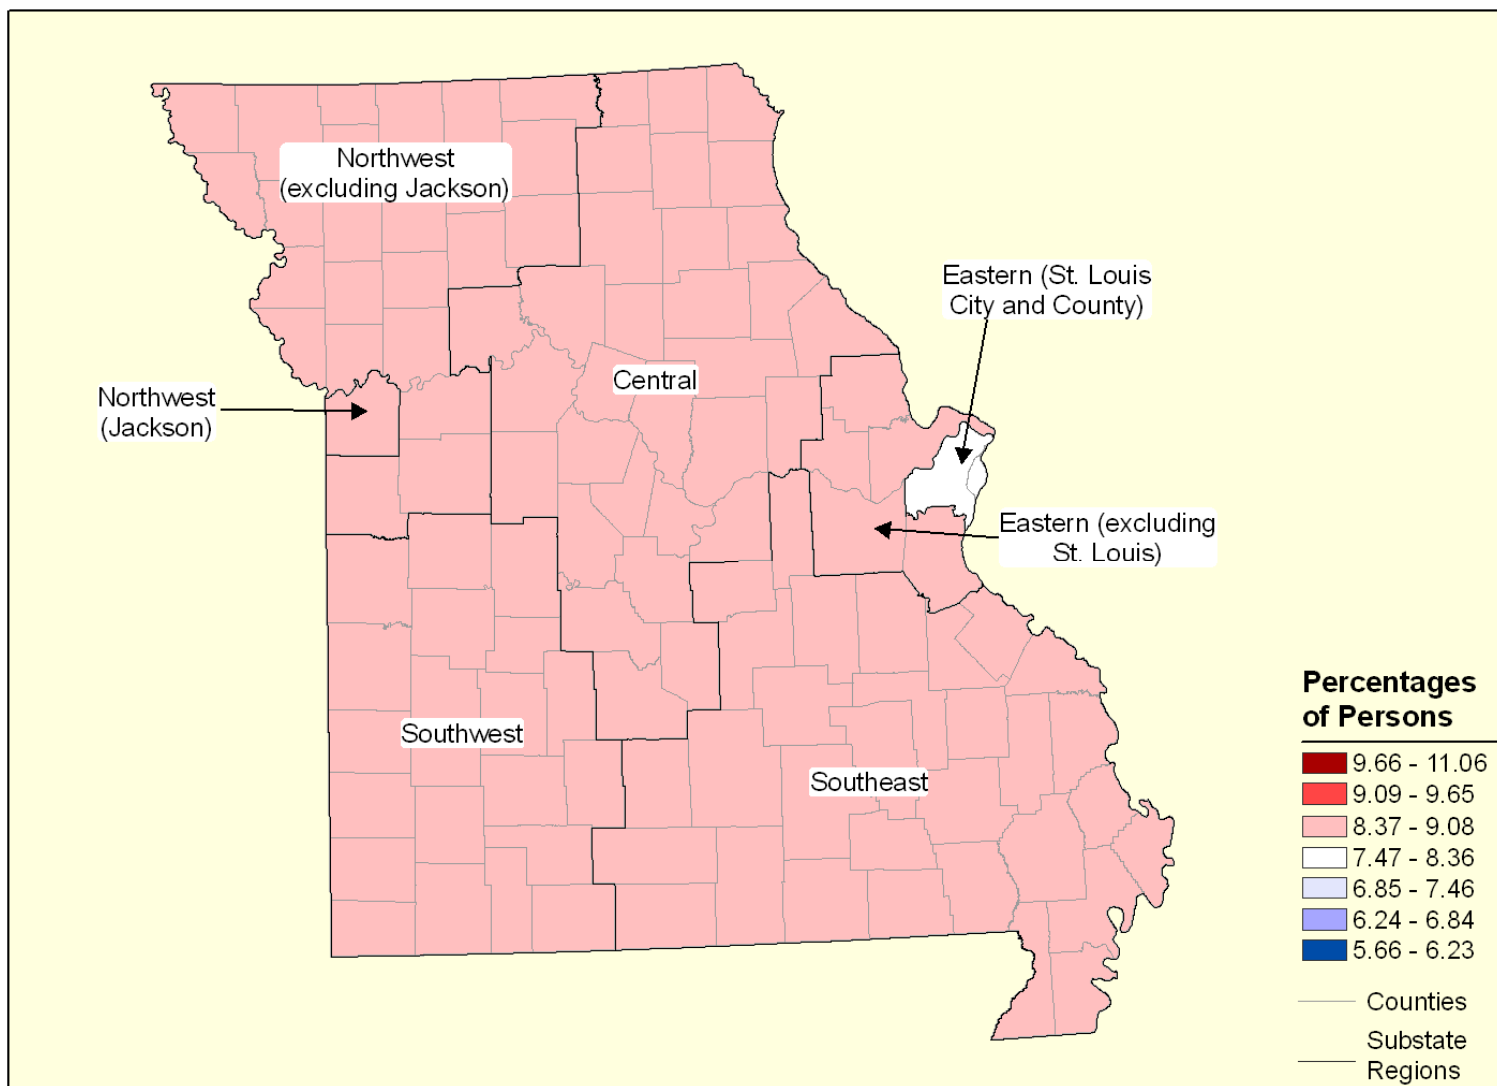 Northwest
(excluding Jackson)
Eastern (St. Louis
City and County)
Northwest
(Jackson)
Central
Eastern (excluding
St. Louis)
Southwest
Southeast
Percentages
of Persons
9.66 - 11.06
9.09 - 9.65
8.37 - 9.08
7.47 - 8.36
6.85 - 7.46
6.24 - 6.84
5.66 - 6.23
Counties
Substate
Regions